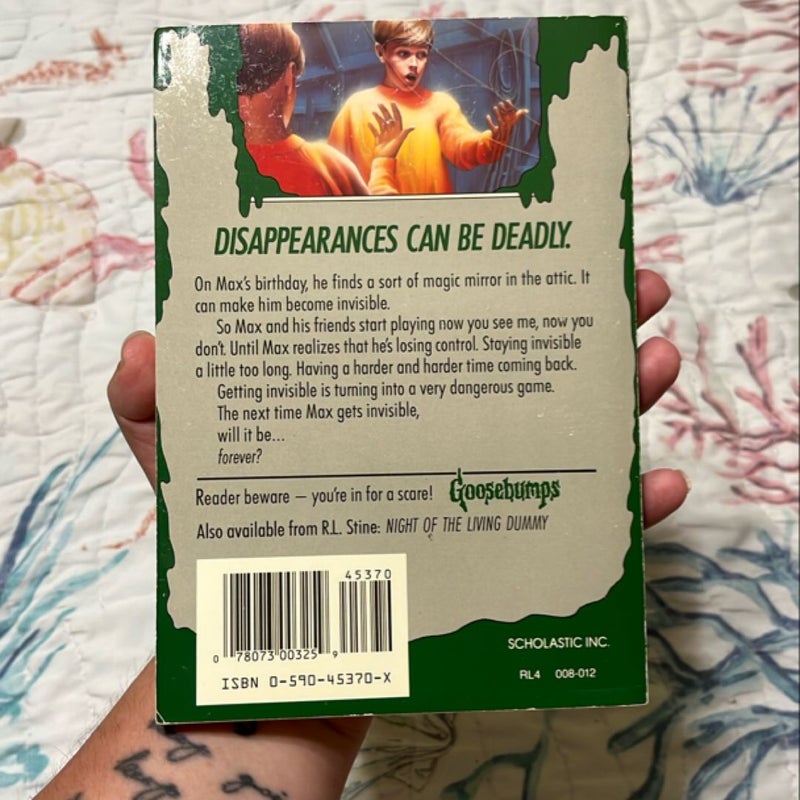 DISAPPEARANCES CAN BE DEADLY.
On Max's birthday, he finds a sort of magic mirror in the attic. It
can make him become invisible.
So Max and his friends start playing now you see me, now you
don't. Until Max realizes that he's losing control. Staying invisible
a little too long. Having a harder and harder time coming back.
Getting invisible is turning into a very dangerous game.
The next time Max gets invisible,
will it be...
forever?
Reader beware — you're in for a scare! Goosebumps
Also available from R.L. Stine: NIGHT OF THE LIVING DUMMY
45370
0 78073 00325 9
ISBN 0-590-45370-X
SCHOLASTIC INC.
RL4 008-012